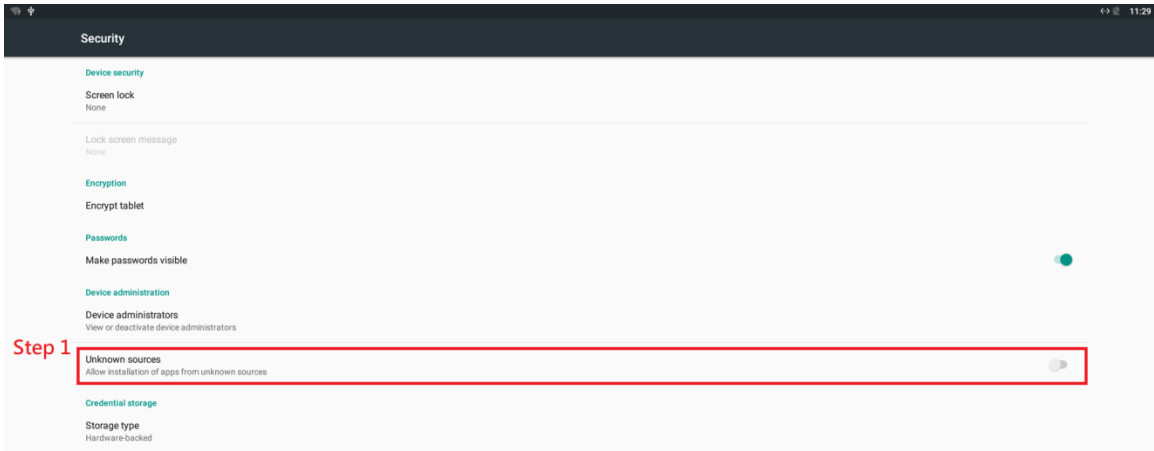 11:29
Security
Device security
Screen lock
None
Lock screen message
None
Encryption
Encrypt tablet
Passwords
Make passwords visible
Device administration
Device administrators
View or deactivate device administrators
Step 1
Unknown sources
Allow installation of apps from unknown sources
Credential storage
Storage type
Hardware-backed